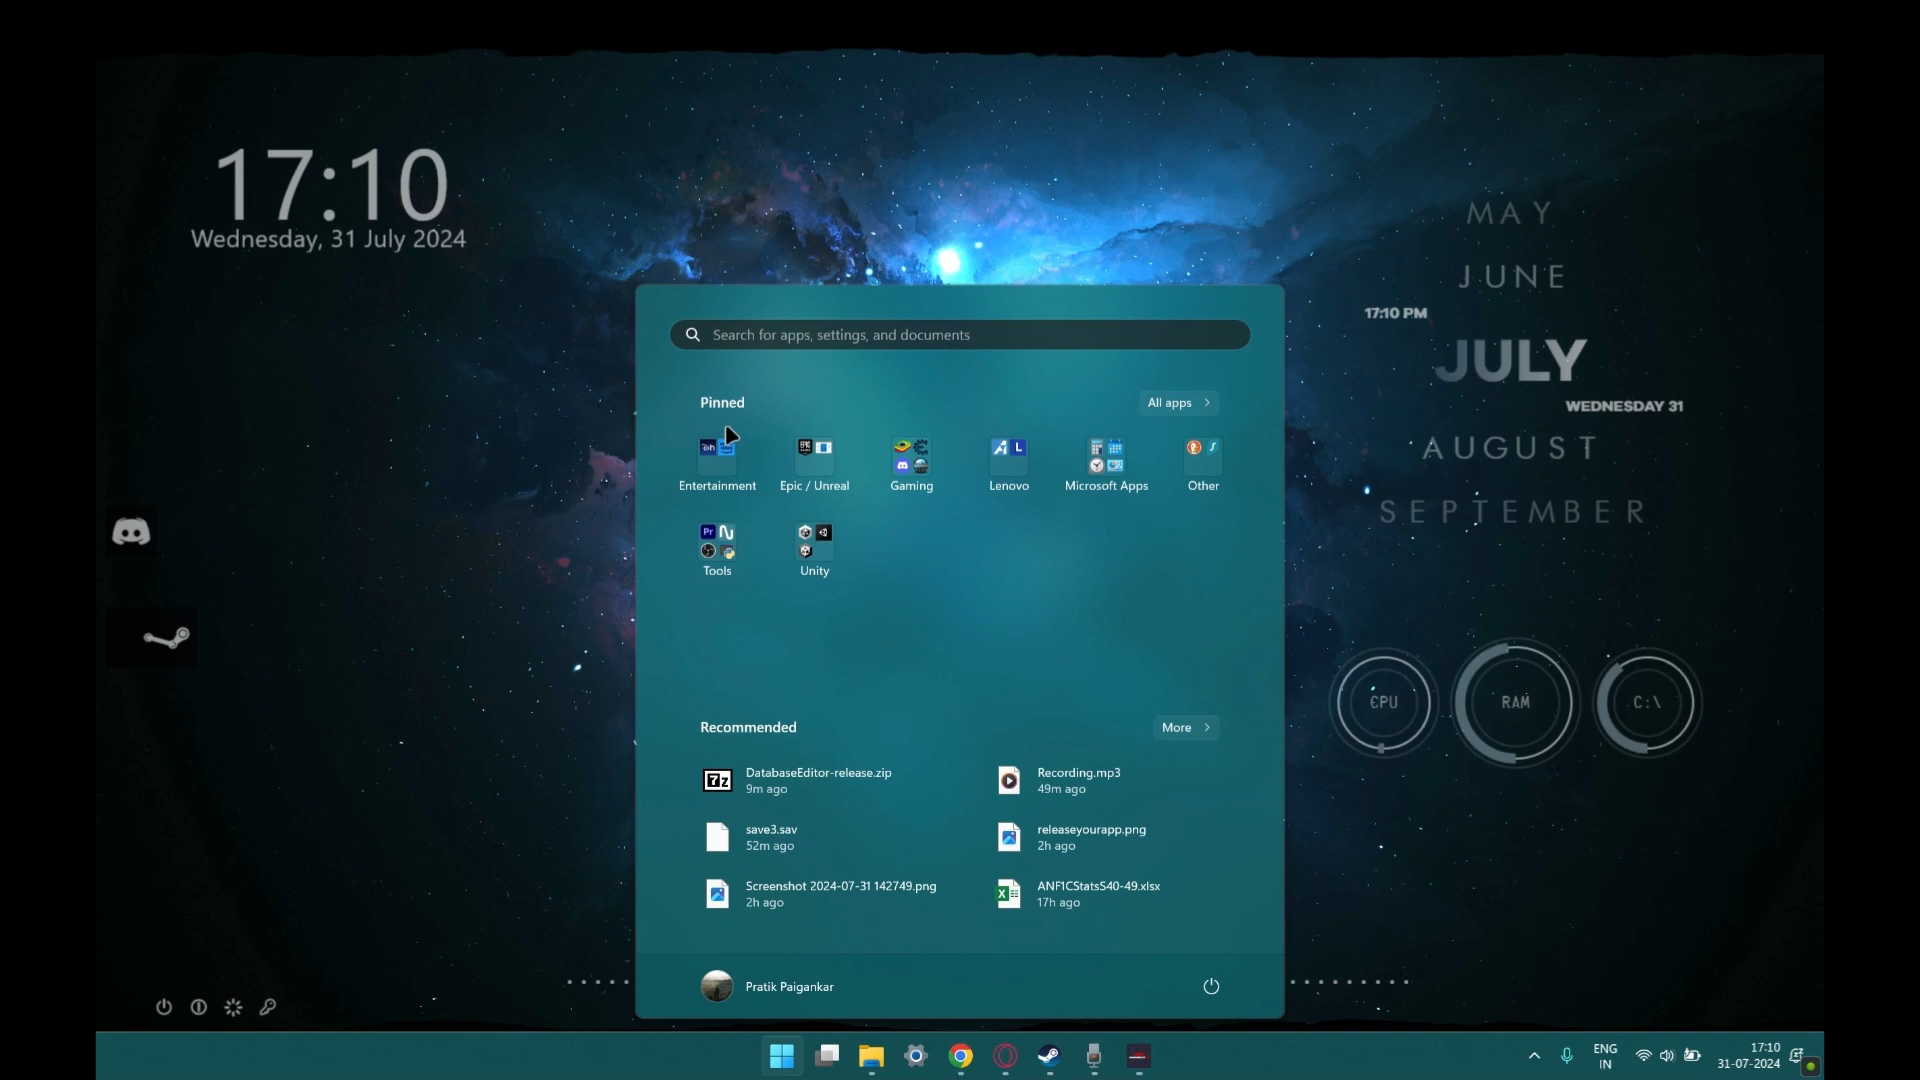 17:10
Wednesday, 31 July 2024
MAY
JUNE
17:10 PM
JULY
WEDNESDAY 31
AUGUST
SEPTEMBER
CPU
RAM
C:\
Search for apps, settings, and documents
Pinned
All apps
Entertainment
Epic / Unreal
Gaming
Lenovo
Microsoft Apps
Other
Tools
Unity
Recommended
More
DatabaseEditor-release.zip
9m ago
Recording.mp3
49m ago
save3.sav
52m ago
releaseyourapp.png
2h ago
Screenshot 2024-07-31 142749.png
2h ago
ANF1CStatsS40-49.xlsx
17h ago
Pratik Paigankar
ENG
IN
17:10
31-07-2024